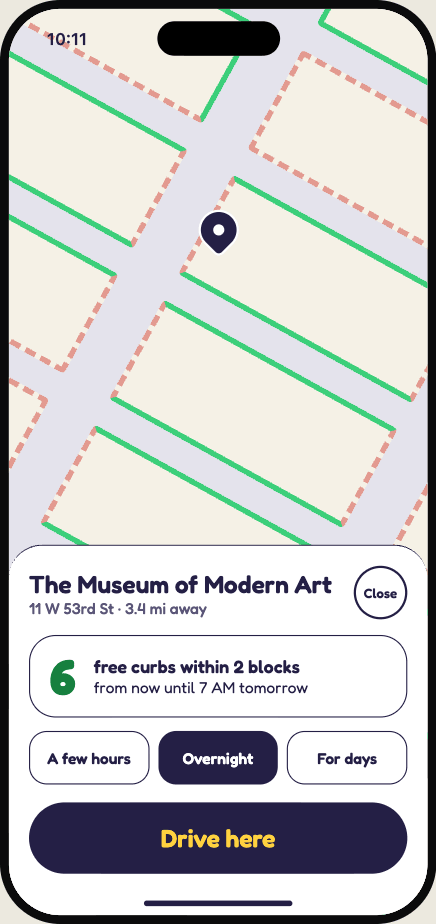 10:11
The Museum of Modern Art
11 W 53rd St · 3.4 mi away
Close
6
free curbs within 2 blocks
from now until 7 AM tomorrow
A few hours
Overnight
For days
Drive here